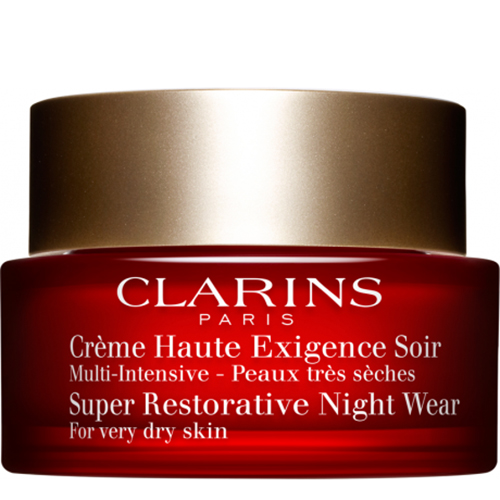 CLARINS
PARIS
Crème Haute Exigence Soir
Multi-Intensive - Peaux très sèches
Super Restorative Night Wear
For very dry skin